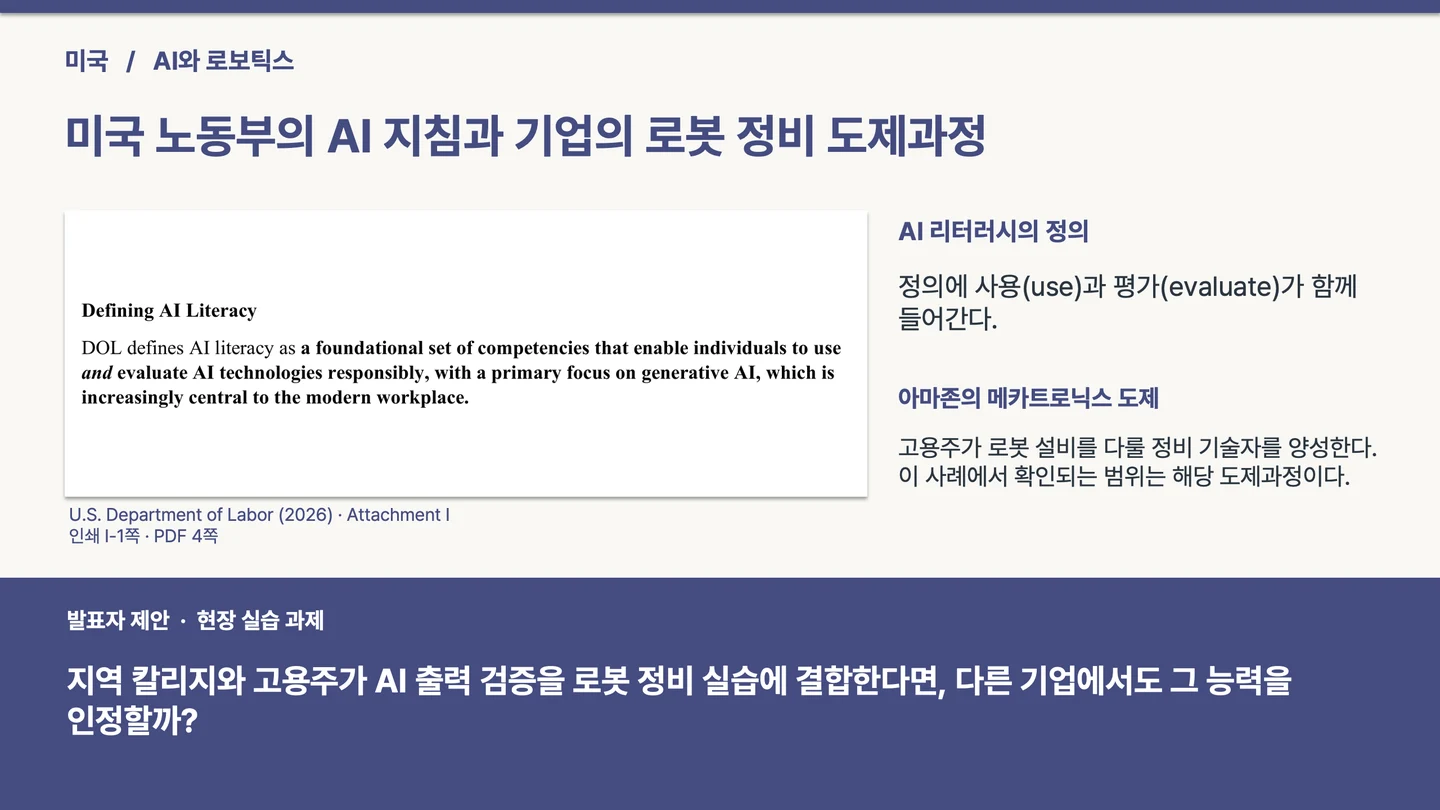 미국 / AI와 로보틱스
미국 노동부의 AI 지침과 기업의 로봇 정비 도제과정
Defining AI Literacy
DOL defines AI literacy as a foundational set of competencies that enable individuals to use
and evaluate AI technologies responsibly, with a primary focus on generative AI, which is
increasingly central to the modern workplace.
U.S. Department of Labor (2026) · Attachment I
인쇄 I-1쪽 · PDF 4쪽
AI 리터러시의 정의
정의에 사용(use)과 평가(evaluate)가 함께
들어간다.
아마존의 메카트로닉스 도제
고용주가 로봇 설비를 다룰 정비 기술자를 양성한다.
이 사례에서 확인되는 범위는 해당 도제과정이다.
발표자 제안 · 현장 실습 과제
지역 칼리지와 고용주가 AI 출력 검증을 로봇 정비 실습에 결합한다면, 다른 기업에서도 그 능력을
인정할까?